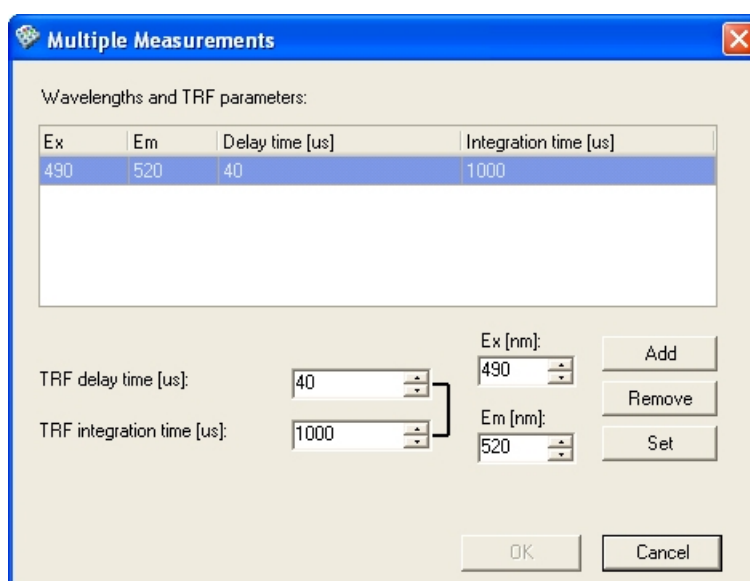 Multiple Measurements
Wavelengths and TRF parameters:
Ex Em Delay time [us] Integration time [us]
490 520 40 1000
Ex [nm]:
490
Add
TRF delay time [us]: 40
Remove
Em [nm]:
TRF integration time [us]: 1000
520
Set
OK Cancel